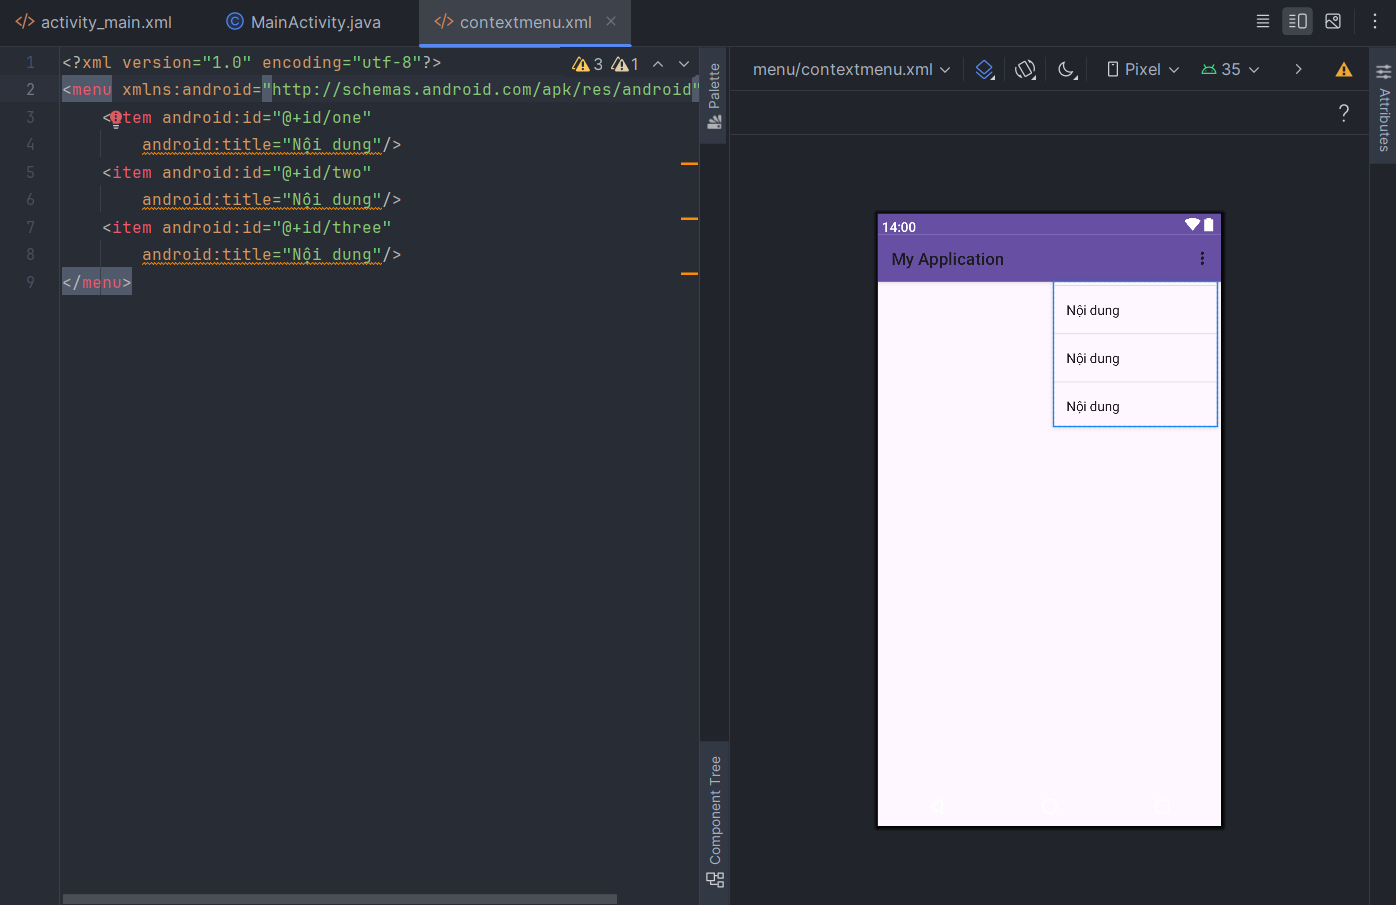 activity_main.xml
MainActivity.java
contextmenu.xml
1 <?xml version="1.0" encoding="utf-8"?>
3 1
2 <menu xmlns:android="http://schemas.android.com/apk/res/android"
3 <item android:id="@+id/one"
4 android:title="Nội dung"/>
5 <item android:id="@+id/two"
6 android:title="Nội dung"/>
7 <item android:id="@+id/three"
8 android:title="Nội dung"/>
9 </menu>
Palette
Component Tree
menu/contextmenu.xml
Pixel
35
?
Attributes
14:00
My Application
Nội dung
Nội dung
Nội dung